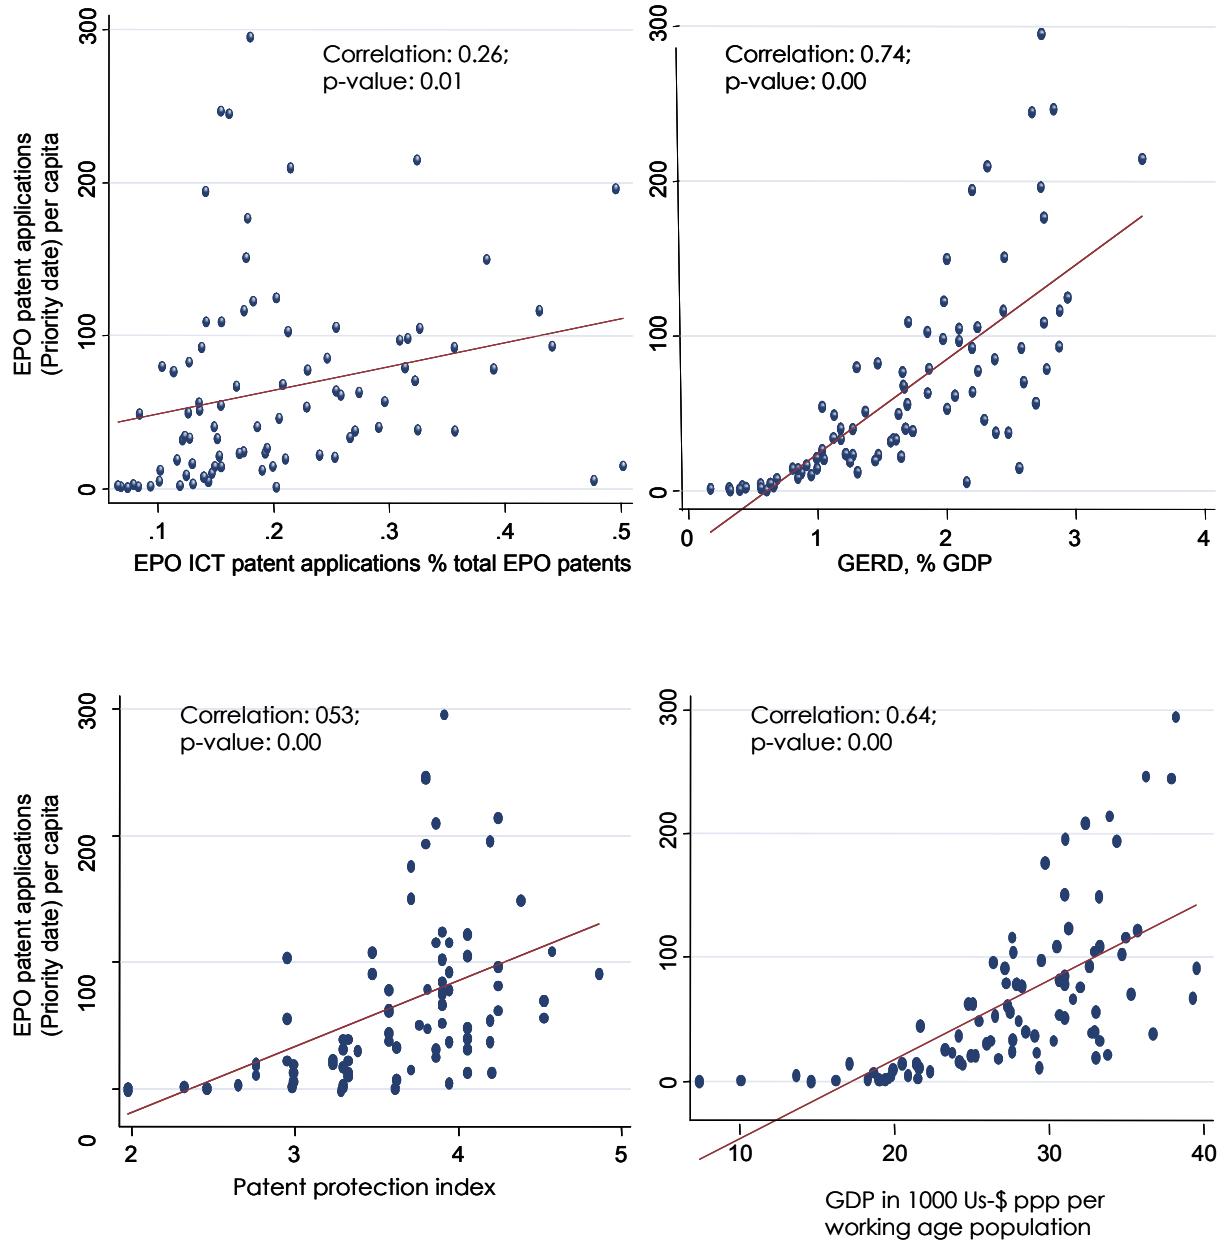 Correlation: 0.26;
p-value: 0.01
EPO patent applications
(Priority date) per capita
300
200
100
0
.1
.2
.3
.4
.5
EPO ICT patent applications % total EPO patents
Correlation: 0.74;
p-value: 0.00
300
200
100
0
0
1
2
3
4
GERD, % GDP
Correlation: 053;
p-value: 0.00
EPO patent applications
(Priority date) per capita
300
200
100
0
2
3
4
5
Patent protection index
Correlation: 0.64;
p-value: 0.00
300
200
100
0
10
20
30
40
GDP in 1000 Us-$ ppp per
working age population